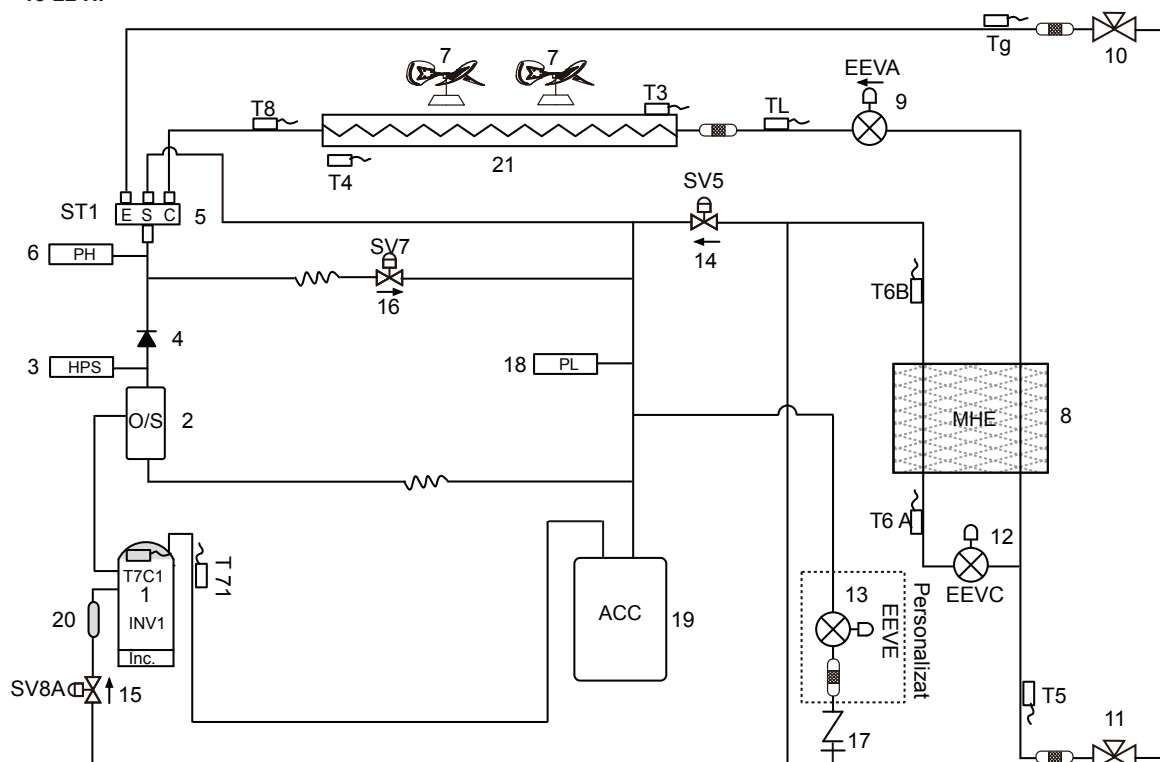 Tg
10
7
7
EEVA
T8
T3
TL
9
T4
21
SV5
ST1
E S C
5
6
PH
SV7
14
16
T6B
4
3
HPS
18
PL
O/S
2
MHE
8
T6 A
12
T7C1
T 71
1
13
EEVC
20
INV1
ACC
19
EEVE
Personalizat
Inc.
SV8A
15
T5
11
17